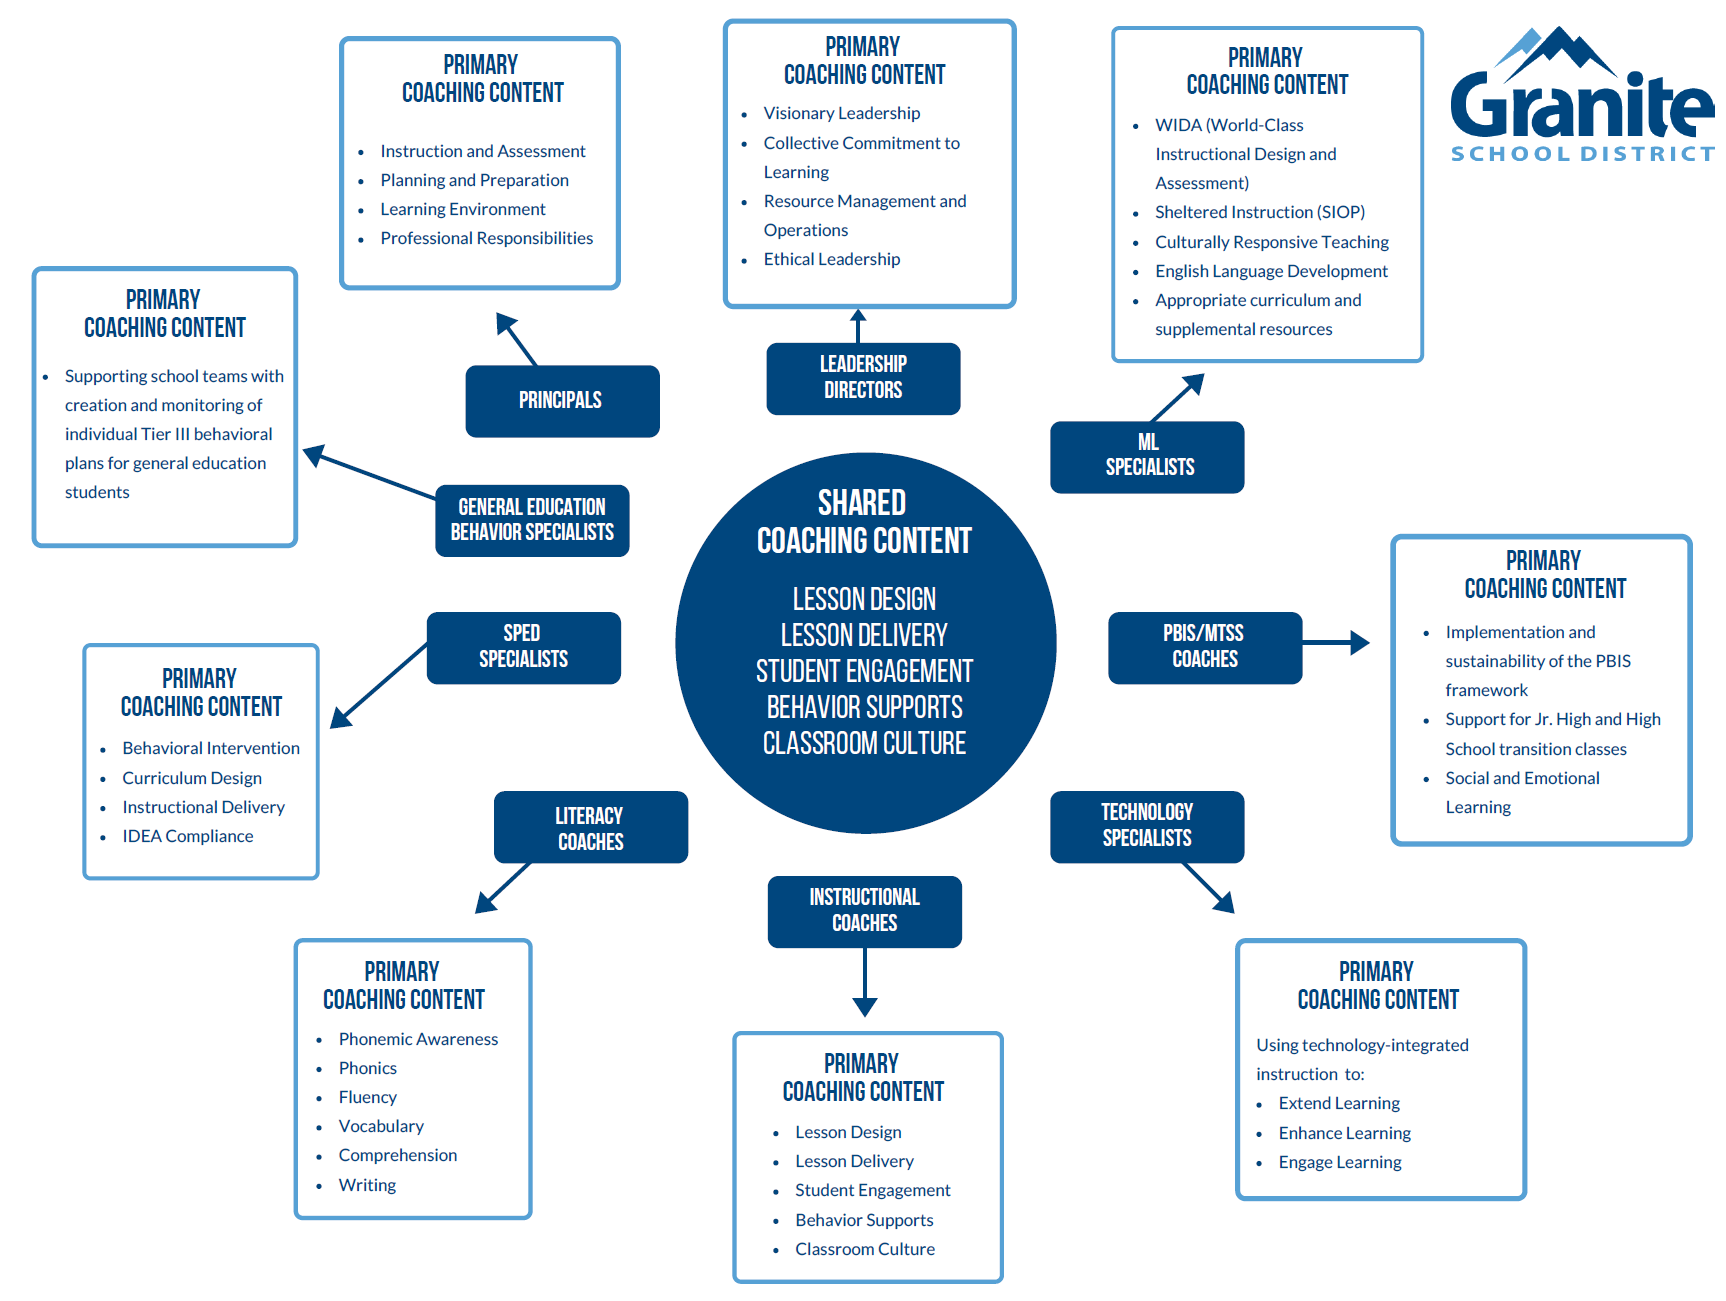 PRIMARY
COACHING CONTENT
Instruction and Assessment
Planning and Preparation
Learning Environment
Professional Responsibilities
PRIMARY
COACHING CONTENT
Visionary Leadership
Collective Commitment to
Learning
Resource Management and
Operations
Ethical Leadership
PRIMARY
COACHING CONTENT
WIDA (World-Class
Instructional Design and
Assessment)
Sheltered Instruction (SIOP)
Culturally Responsive Teaching
English Language Development
Appropriate curriculum and
supplemental resources
Granite
SCHOOL DISTRICT
PRIMARY
COACHING CONTENT
Supporting school teams with
creation and monitoring of
individual Tier III behavioral
plans for general education
students
PRINCIPALS
LEADERSHIP
DIRECTORS
ML
SPECIALISTS
GENERAL EDUCATION
BEHAVIOR SPECIALISTS
SHARED
COACHING CONTENT
LESSON DESIGN
LESSON DELIVERY
STUDENT ENGAGEMENT
BEHAVIOR SUPPORTS
CLASSROOM CULTURE
SPED
SPECIALISTS
PBIS/MTSS
COACHES
PRIMARY
COACHING CONTENT
Implementation and
sustainability of the PBIS
framework
Support for Jr. High and High
School transition classes
Social and Emotional
Learning
PRIMARY
COACHING CONTENT
Behavioral Intervention
Curriculum Design
Instructional Delivery
IDEA Compliance
LITERACY
COACHES
INSTRUCTIONAL
COACHES
TECHNOLOGY
SPECIALISTS
PRIMARY
COACHING CONTENT
Phonemic Awareness
Phonics
Fluency
Vocabulary
Comprehension
Writing
PRIMARY
COACHING CONTENT
Lesson Design
Lesson Delivery
Student Engagement
Behavior Supports
Classroom Culture
PRIMARY
COACHING CONTENT
Using technology-integrated
instruction to:
Extend Learning
Enhance Learning
Engage Learning